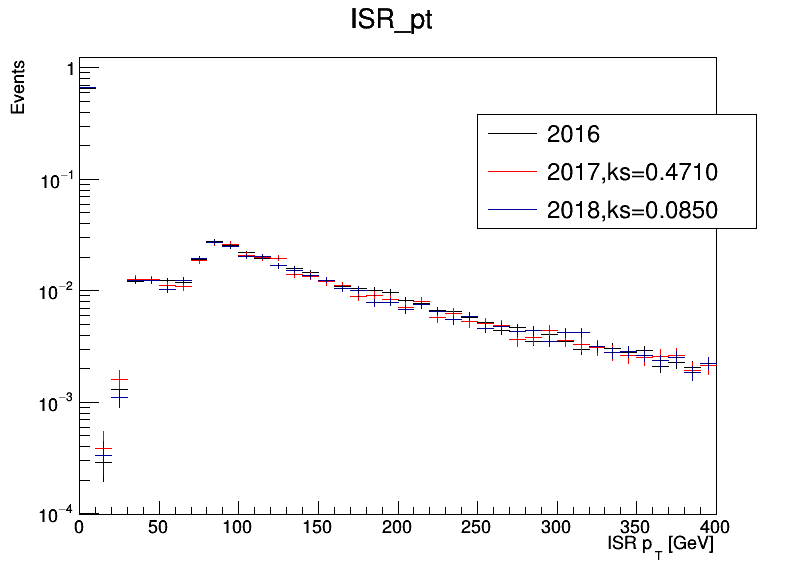 ISR_pt
Events
1
10⁻¹
10⁻²
10⁻³
10⁻⁴
2016
2017,ks=0.4710
2018,ks=0.0850
0 50 100 150 200 250 300 350 400
ISR p_T [GeV]